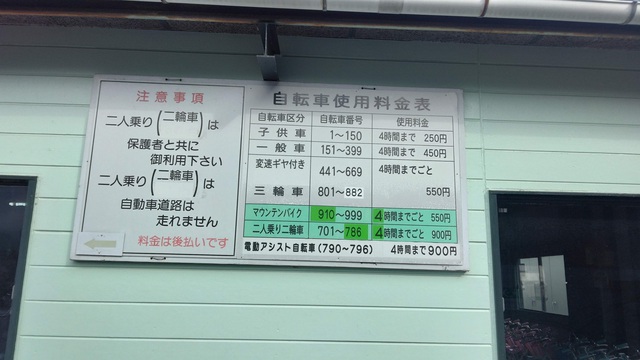 注意事項
二人乗り(二輪車)は
保護者と共に
御利用下さい
二人乗り(二輪車)は
自動車道路は
走れません
料金は後払いです
自転車使用料金表
自転車区分 自転車番号 使用料金
子供車 1～150 4時間まで 250円
一般車 151～399 4時間まで 450円
変速ギヤ付き 441～669 4時間までごと
三輪車 801～882 550円
マウンテンバイク 910～999 4時間までごと 550円
二人乗り二輪車 701～786 4時間までごと 900円
電動アシスト自転車(790～796) 4時間まで900円